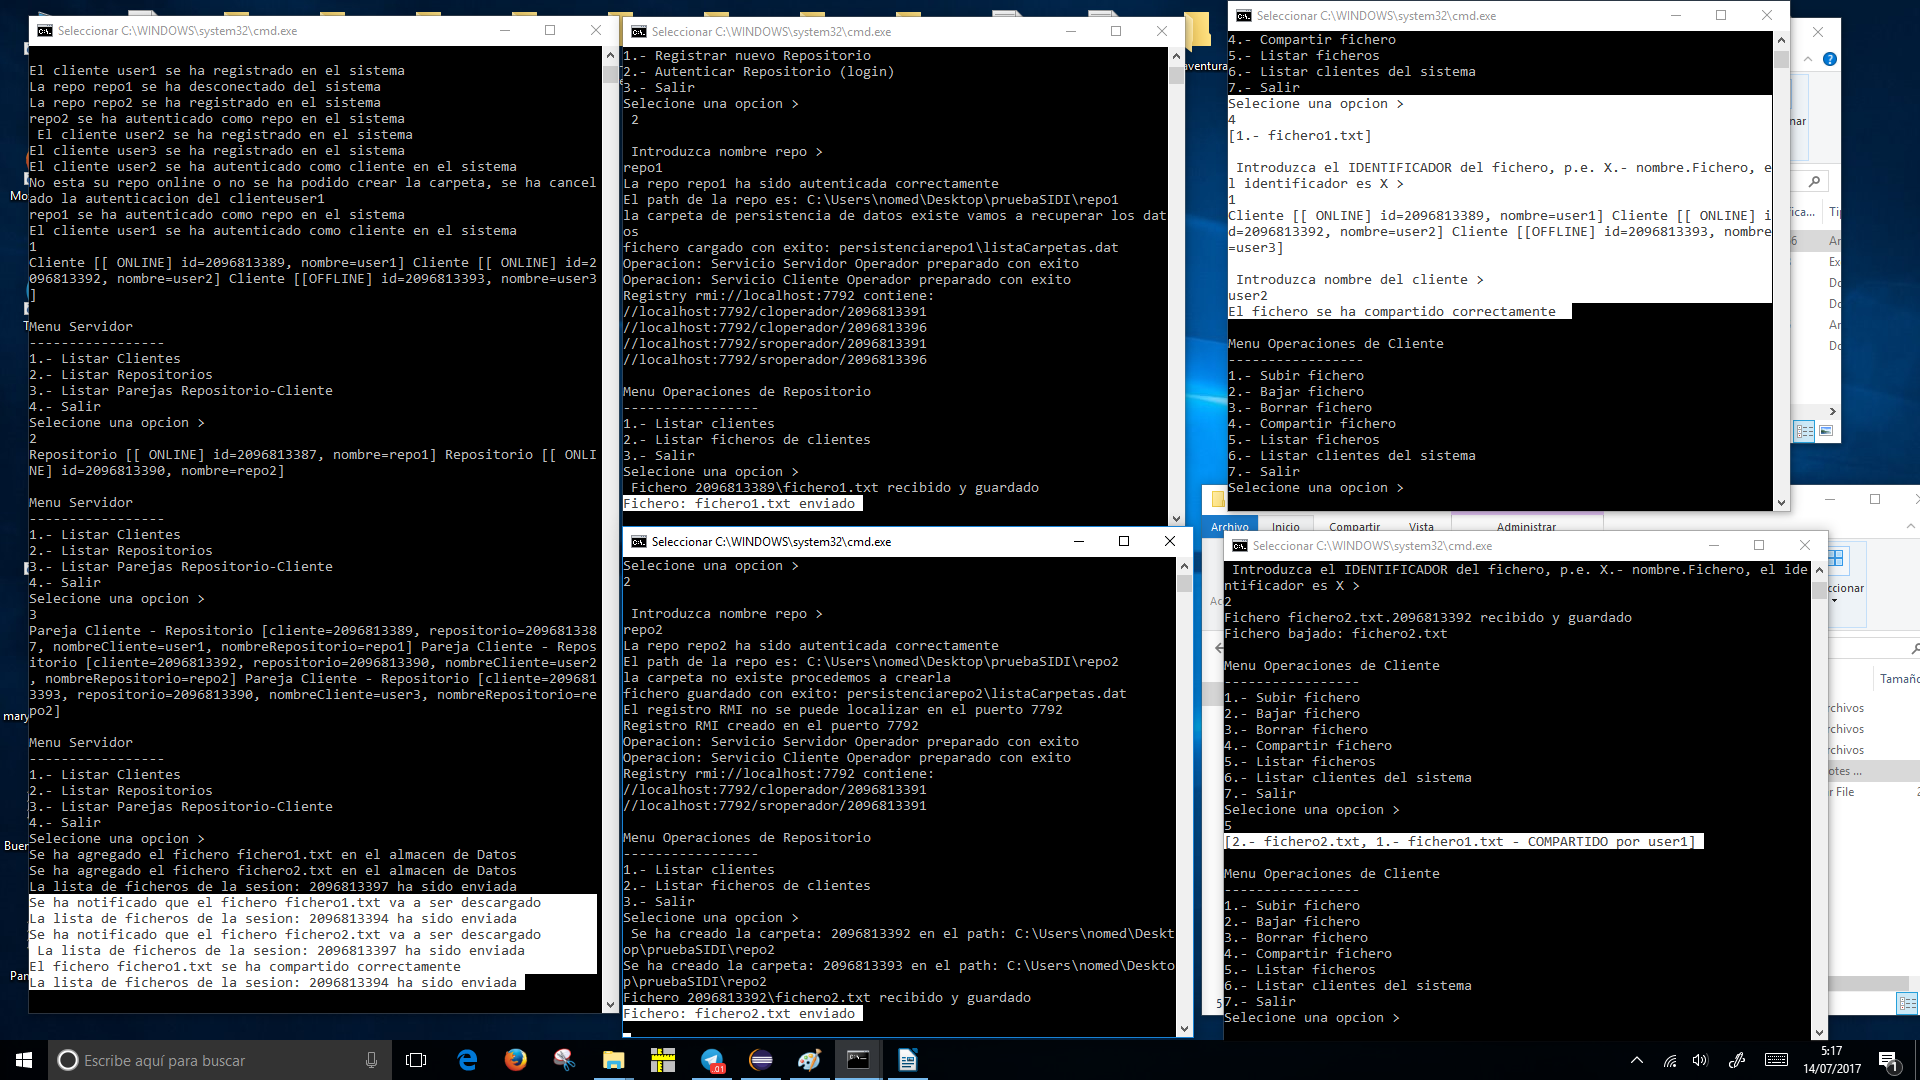 Seleccionar C:\WINDOWS\system32\cmd.exe
El cliente user1 se ha registrado en el sistema
La repo repo1 se ha desconectado del sistema
La repo repo2 se ha registrado en el sistema
repo2 se ha autenticado como repo en el sistema
El cliente user2 se ha registrado en el sistema
El cliente user3 se ha registrado en el sistema
El cliente user2 se ha autenticado como cliente en el sistema
No esta su repo online o no se ha podido crear la carpeta, se ha cancel
ado la autenticacion del clienteuser1
repo1 se ha autenticado como repo en el sistema
El cliente user1 se ha autenticado como cliente en el sistema
1
Cliente [[ ONLINE] id=2096813389, nombre=user1] Cliente [[ ONLINE] id=2
096813392, nombre=user2] Cliente [[OFFLINE] id=2096813393, nombre=user3
]
Menu Servidor
-----------------
1.- Listar Clientes
2.- Listar Repositorios
3.- Listar Parejas Repositorio-Cliente
4.- Salir
Selecione una opcion >
2
Repositorio [[ ONLINE] id=2096813387, nombre=repo1] Repositorio [[ ONLI
NE] id=2096813390, nombre=repo2]
Menu Servidor
-----------------
1.- Listar Clientes
2.- Listar Repositorios
3.- Listar Parejas Repositorio-Cliente
4.- Salir
Selecione una opcion >
3
Pareja Cliente - Repositorio [cliente=2096813389, repositorio=209681338
7, nombreCliente=user1, nombreRepositorio=repo1] Pareja Cliente - Repos
itorio [cliente=2096813392, repositorio=2096813390, nombreCliente=user2
, nombreRepositorio=repo2] Pareja Cliente - Repositorio [cliente=209681
3393, repositorio=2096813390, nombreCliente=user3, nombreRepositorio=re
po2]
Menu Servidor
-----------------
1.- Listar Clientes
2.- Listar Repositorios
3.- Listar Parejas Repositorio-Cliente
4.- Salir
Selecione una opcion >
Se ha agregado el fichero fichero1.txt en el almacen de Datos
Se ha agregado el fichero fichero2.txt en el almacen de Datos
La lista de ficheros de la sesion: 2096813397 ha sido enviada
Se ha notificado que el fichero fichero1.txt va a ser descargado
La lista de ficheros de la sesion: 2096813394 ha sido enviada
Se ha notificado que el fichero fichero2.txt va a ser descargado
La lista de ficheros de la sesion: 2096813397 ha sido enviada
El fichero fichero1.txt se ha compartido correctamente
La lista de ficheros de la sesion: 2096813394 ha sido enviada
Seleccionar C:\WINDOWS\system32\cmd.exe
1.- Registrar nuevo Repositorio
2.- Autenticar Repositorio (login)
3.- Salir
Selecione una opcion >
2
Introduzca nombre repo >
repo1
La repo repo1 ha sido autenticada correctamente
El path de la repo es: C:\Users\nomed\Desktop\pruebaSIDI\repo1
la carpeta de persistencia de datos existe vamos a recuperar los dat
os
fichero cargado con exito: persistenciarepo1\listaCarpetas.dat
Operacion: Servicio Servidor Operador preparado con exito
Operacion: Servicio Cliente Operador preparado con exito
Registry rmi://localhost:7792 contiene:
//localhost:7792/cloperador/2096813391
//localhost:7792/cloperador/2096813396
//localhost:7792/sroperador/2096813391
//localhost:7792/sroperador/2096813396
Menu Operaciones de Repositorio
-----------------
1.- Listar clientes
2.- Listar ficheros de clientes
3.- Salir
Selecione una opcion >
Fichero 2096813389\fichero1.txt recibido y guardado
Fichero: fichero1.txt enviado
Seleccionar C:\WINDOWS\system32\cmd.exe
Selecione una opcion >
2
Introduzca nombre repo >
repo2
La repo repo2 ha sido autenticada correctamente
El path de la repo es: C:\Users\nomed\Desktop\pruebaSIDI\repo2
la carpeta no existe procedemos a crearla
fichero guardado con exito: persistenciarepo2\listaCarpetas.dat
El registro RMI no se puede localizar en el puerto 7792
Registro RMI creado en el puerto 7792
Operacion: Servicio Servidor Operador preparado con exito
Operacion: Servicio Cliente Operador preparado con exito
Registry rmi://localhost:7792 contiene:
//localhost:7792/cloperador/2096813391
//localhost:7792/sroperador/2096813391
Menu Operaciones de Repositorio
-----------------
1.- Listar clientes
2.- Listar ficheros de clientes
3.- Salir
Selecione una opcion >
Se ha creado la carpeta: 2096813392 en el path: C:\Users\nomed\Deskt
op\pruebaSIDI\repo2
Se ha creado la carpeta: 2096813393 en el path: C:\Users\nomed\Deskto
p\pruebaSIDI\repo2
Fichero 2096813392\fichero2.txt recibido y guardado
Fichero: fichero2.txt enviado
Seleccionar C:\WINDOWS\system32\cmd.exe
4.- Compartir fichero
5.- Listar ficheros
6.- Listar clientes del sistema
7.- Salir
Selecione una opcion >
4
[1.- fichero1.txt]
Introduzca el IDENTIFICADOR del fichero, p.e. X.- nombre.Fichero, e
l identificador es X >
1
Cliente [[ ONLINE] id=2096813389, nombre=user1] Cliente [[ ONLINE] i
d=2096813392, nombre=user2] Cliente [[OFFLINE] id=2096813393, nombre
=user3]
Introduzca nombre del cliente >
user2
El fichero se ha compartido correctamente
Menu Operaciones de Cliente
-----------------
1.- Subir fichero
2.- Bajar fichero
3.- Borrar fichero
4.- Compartir fichero
5.- Listar ficheros
6.- Listar clientes del sistema
7.- Salir
Selecione una opcion >
Archivo Inicio Compartir Vista Administrar
Seleccionar C:\WINDOWS\system32\cmd.exe
Introduzca el IDENTIFICADOR del fichero, p.e. X.- nombre.Fichero, el ide
ntificador es X >
2
Fichero fichero2.txt.2096813392 recibido y guardado
Fichero bajado: fichero2.txt
Menu Operaciones de Cliente
-----------------
1.- Subir fichero
2.- Bajar fichero
3.- Borrar fichero
4.- Compartir fichero
5.- Listar ficheros
6.- Listar clientes del sistema
7.- Salir
Selecione una opcion >
5
[2.- fichero2.txt, 1.- fichero1.txt - COMPARTIDO por user1]
Menu Operaciones de Cliente
-----------------
1.- Subir fichero
2.- Bajar fichero
3.- Borrar fichero
4.- Compartir fichero
5.- Listar ficheros
6.- Listar clientes del sistema
7.- Salir
Selecione una opcion >
aventura
nar
ica...
ccionar
Tamaño
rchivos
rchivos
rchivos
otes ...
r File
mary
Buer
Escribe aquí para buscar
5:17
14/07/2017